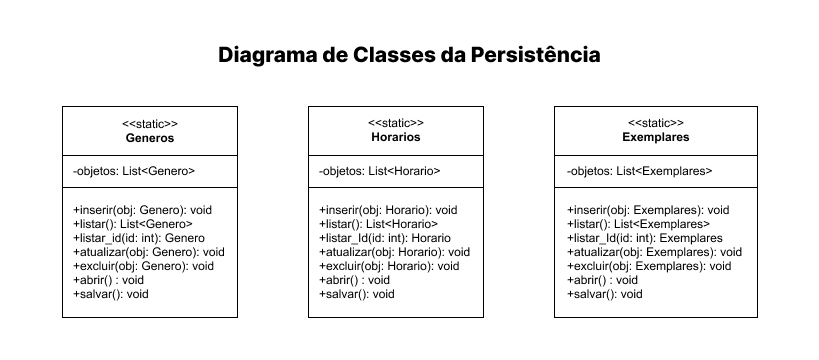 Diagrama de Classes da Persistência
<<static>>
Generos
-objetos: List<Genero>
+inserir(obj: Genero): void
+listar(): List<Genero>
+listar_id(id: int): Genero
+atualizar(obj: Genero): void
+excluir(obj: Genero): void
+abrir() : void
+salvar(): void
<<static>>
Horarios
-objetos: List<Horario>
+inserir(obj: Horario): void
+listar(): List<Horario>
+listar_Id(id: int): Horario
+atualizar(obj: Horario): void
+excluir(obj: Horario): void
+abrir() : void
+salvar(): void
<<static>>
Exemplares
-objetos: List<Exemplares>
+inserir(obj: Exemplares): void
+listar(): List<Exemplares>
+listar_Id(id: int): Exemplares
+atualizar(obj: Exemplares): void
+excluir(obj: Exemplares): void
+abrir() : void
+salvar(): void